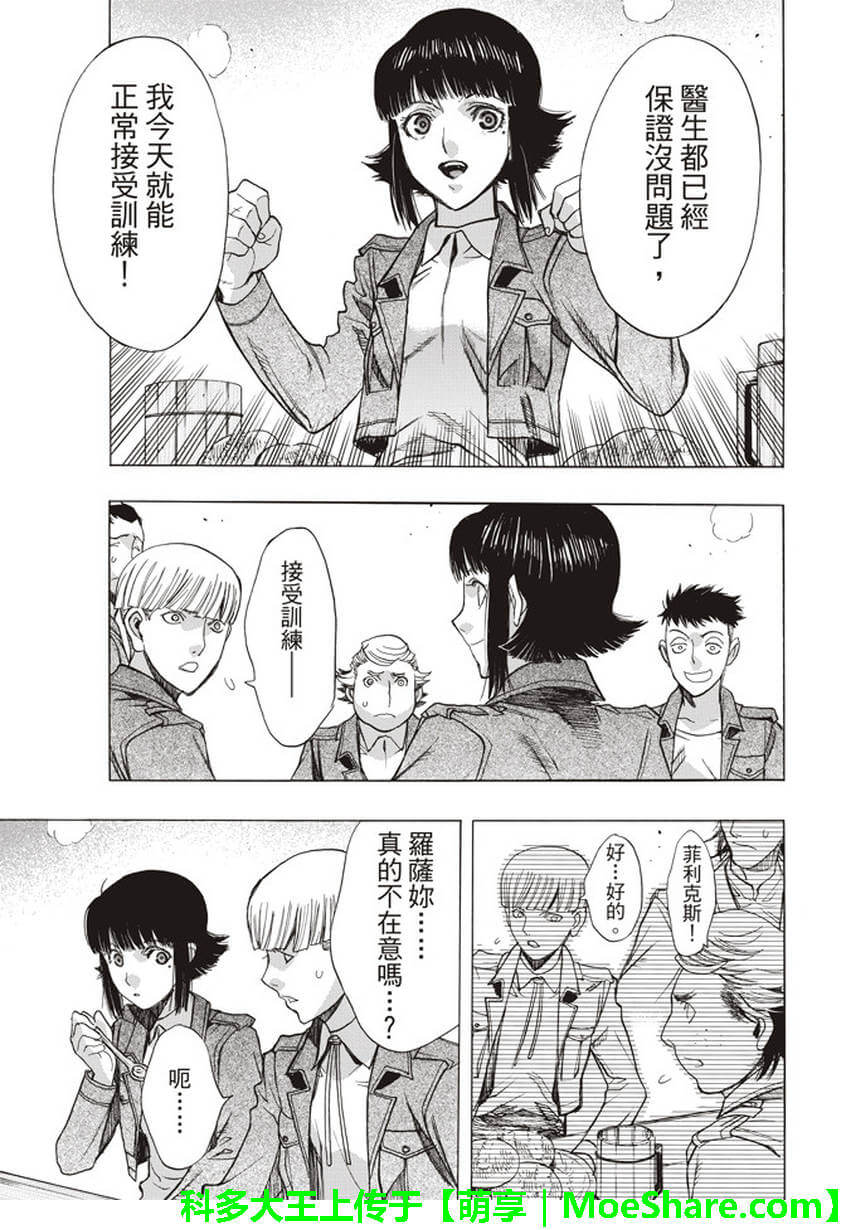 醫生都已經
保證沒問題了，
我今天就能
正常接受訓練！
接受訓練——
菲利克斯！
好…好的。
羅薩妳……
真的不在意嗎…？
呃……
科多大王上传于【萌享｜MoeShare.com】